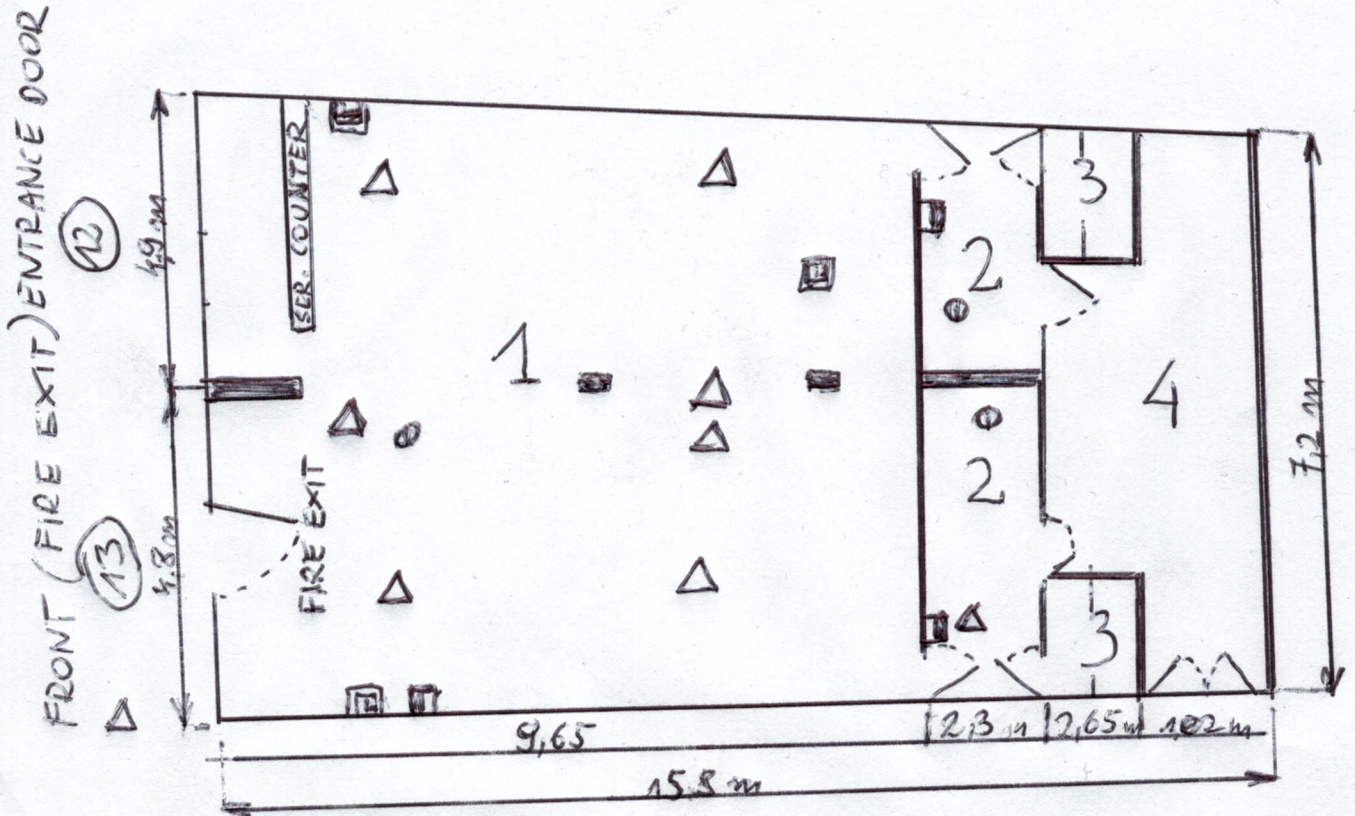 FRONT (FIRE EXIT) ENTRANCE DOOR
12
13
4,9 m
4,8 m
SER. COUNTER
FIRE EXIT
1
2
2
3
3
4
7,2 m
9,65
2,3 m
2,65 m
15,8 m